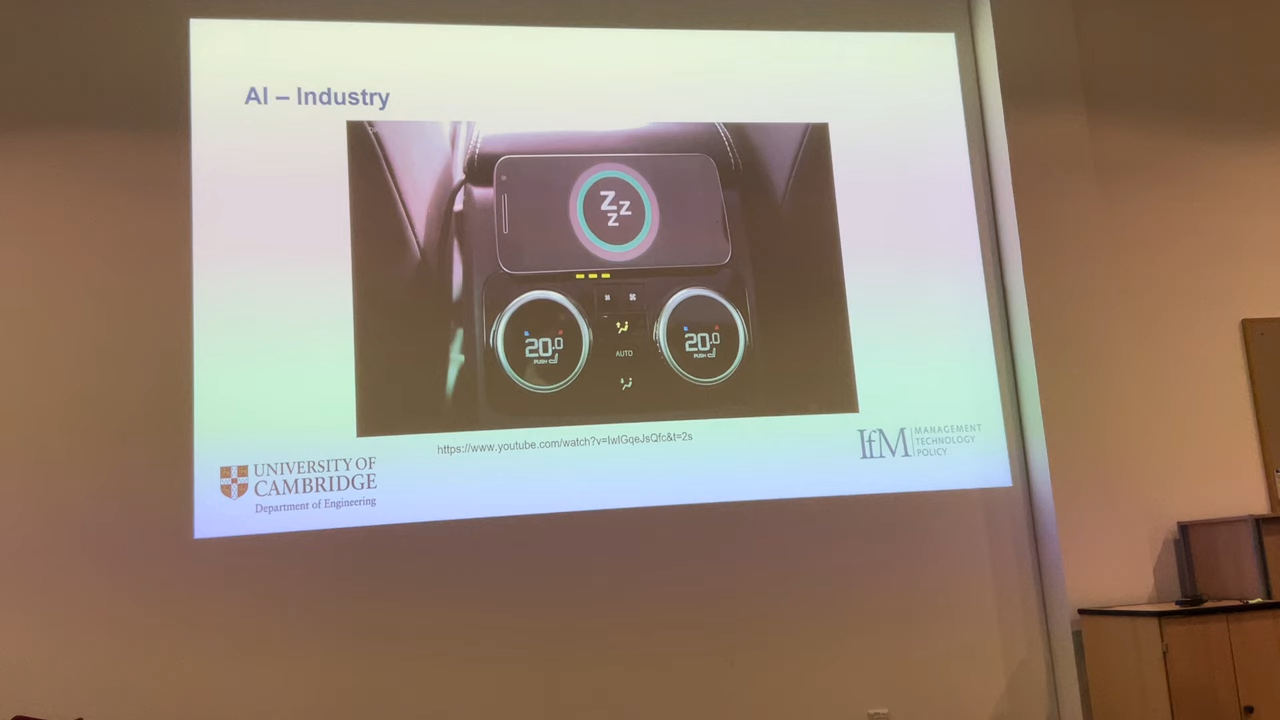 AI – Industry
Z
Z
Z
20.0
PUSH
AUTO
20.0
PUSH
https://www.youtube.com/watch?v=IwIGqeJsQfc&t=2s
UNIVERSITY OF
CAMBRIDGE
Department of Engineering
IfM
MANAGEMENT
TECHNOLOGY
POLICY